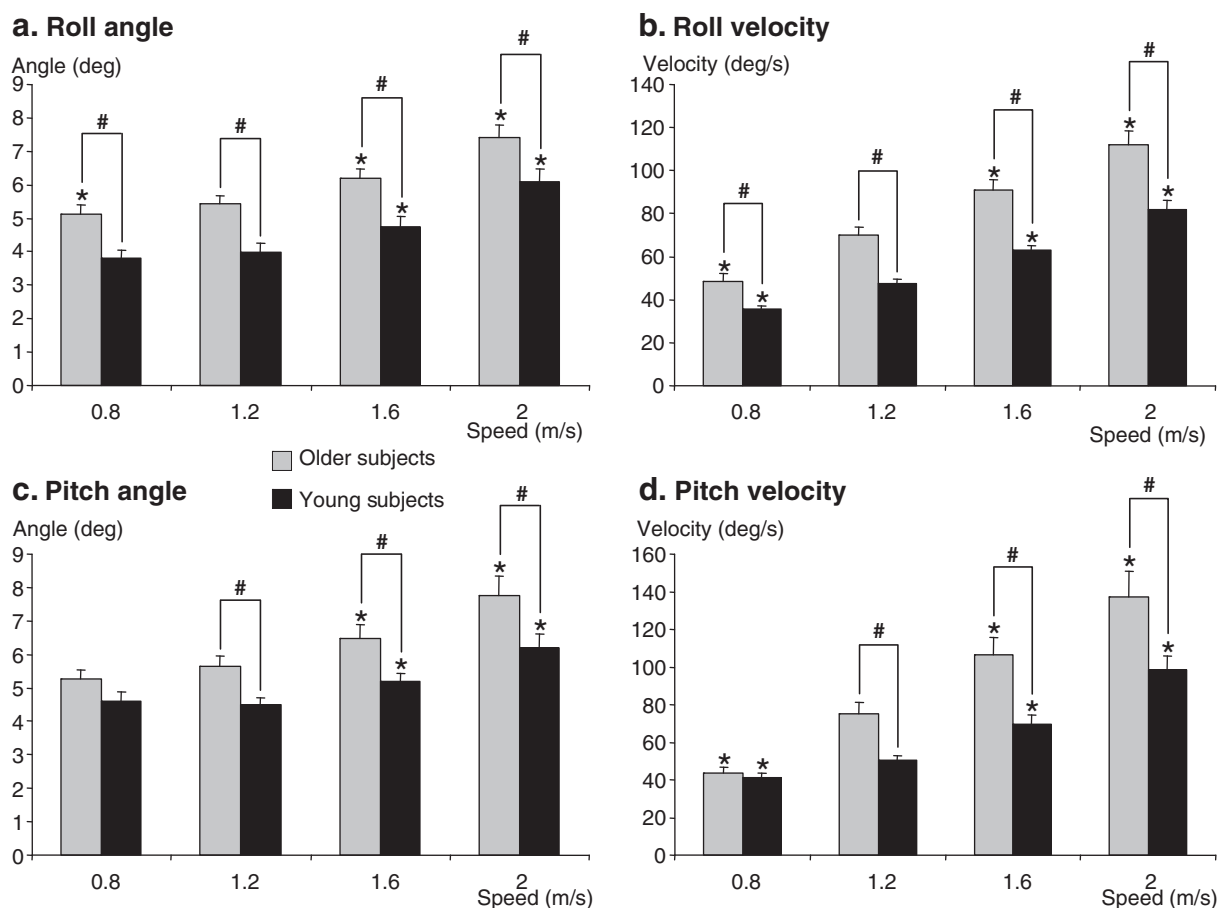 a. Roll angle
Angle (deg)
9
8
7
6
5
4
3
2
1
0
# # # #
* * * * *
0.8 1.2 1.6 2
Speed (m/s)
b. Roll velocity
Velocity (deg/s)
140
120
100
80
60
40
20
0
# # # #
* * * * * *
0.8 1.2 1.6 2
Speed (m/s)
Older subjects
Young subjects
c. Pitch angle
Angle (deg)
9
8
7
6
5
4
3
2
1
0
# # #
* * * *
0.8 1.2 1.6 2
Speed (m/s)
d. Pitch velocity
Velocity (deg/s)
160
140
120
100
80
60
40
20
0
# # #
* * * * * *
0.8 1.2 1.6 2
Speed (m/s)